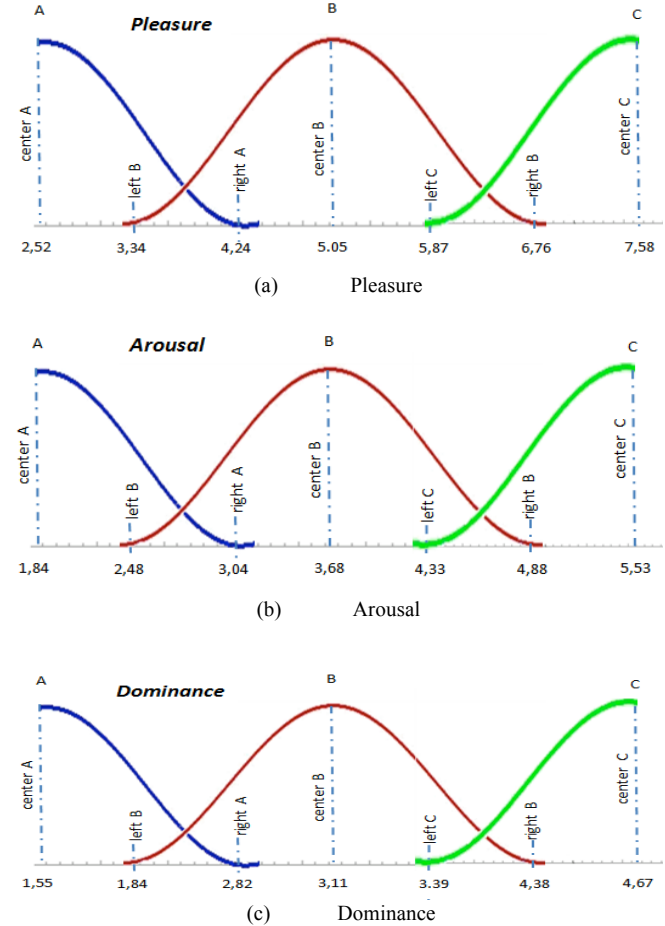 A
Pleasure
B
C
center A
left B
right A
center B
left C
right B
center C
2,52 3,34 4,24 5.05 5,87 6,76 7,58
(a) Pleasure
A
Arousal
B
C
center A
left B
right A
center B
left C
right B
center C
1,84 2,48 3,04 3,68 4,33 4,88 5,53
(b) Arousal
A
Dominance
B
C
center A
left B
right A
center B
left C
right B
center C
1,55 1,84 2,82 3,11 3.39 4,38 4,67
(c) Dominance